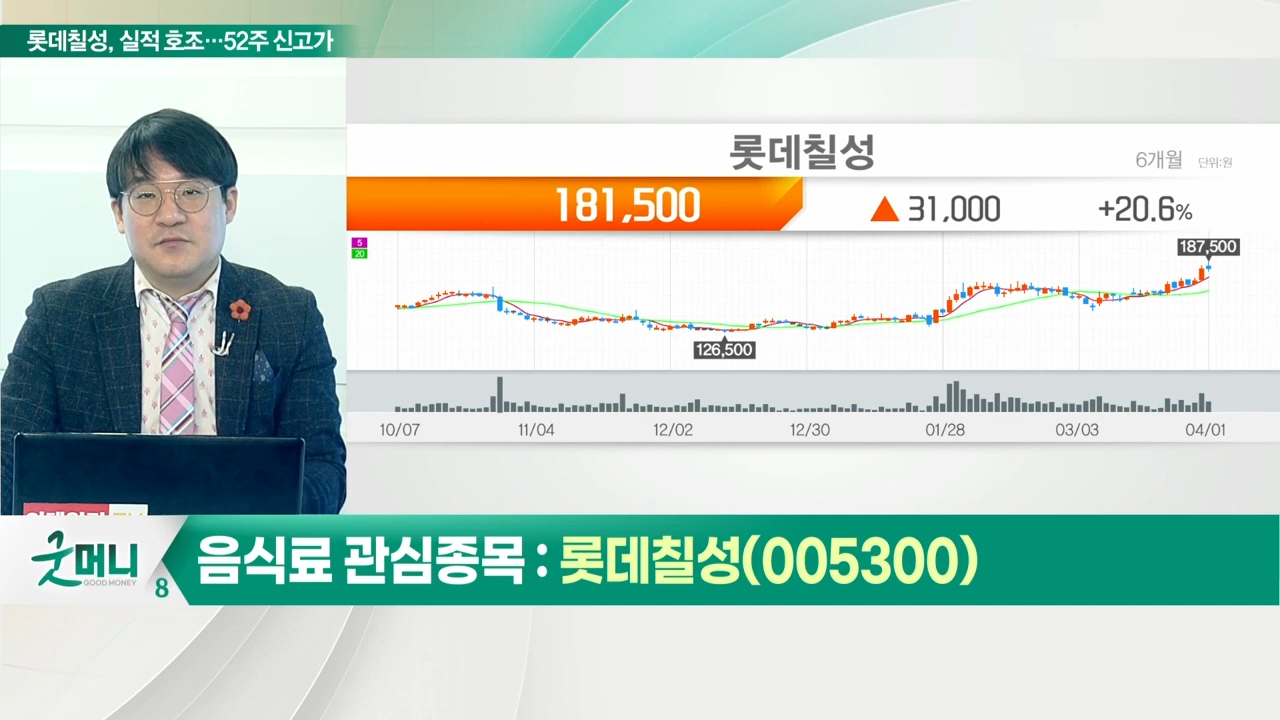 롯데칠성, 실적 호조…52주 신고가
롯데칠성
6개월 단위:원
181,500 ▲ 31,000 +20.6%
5
20
187,500
126,500
10/07 11/04 12/02 12/30 01/28 03/03 04/01
굿머니
GOOD MONEY
8
음식료 관심종목 : 롯데칠성(005300)